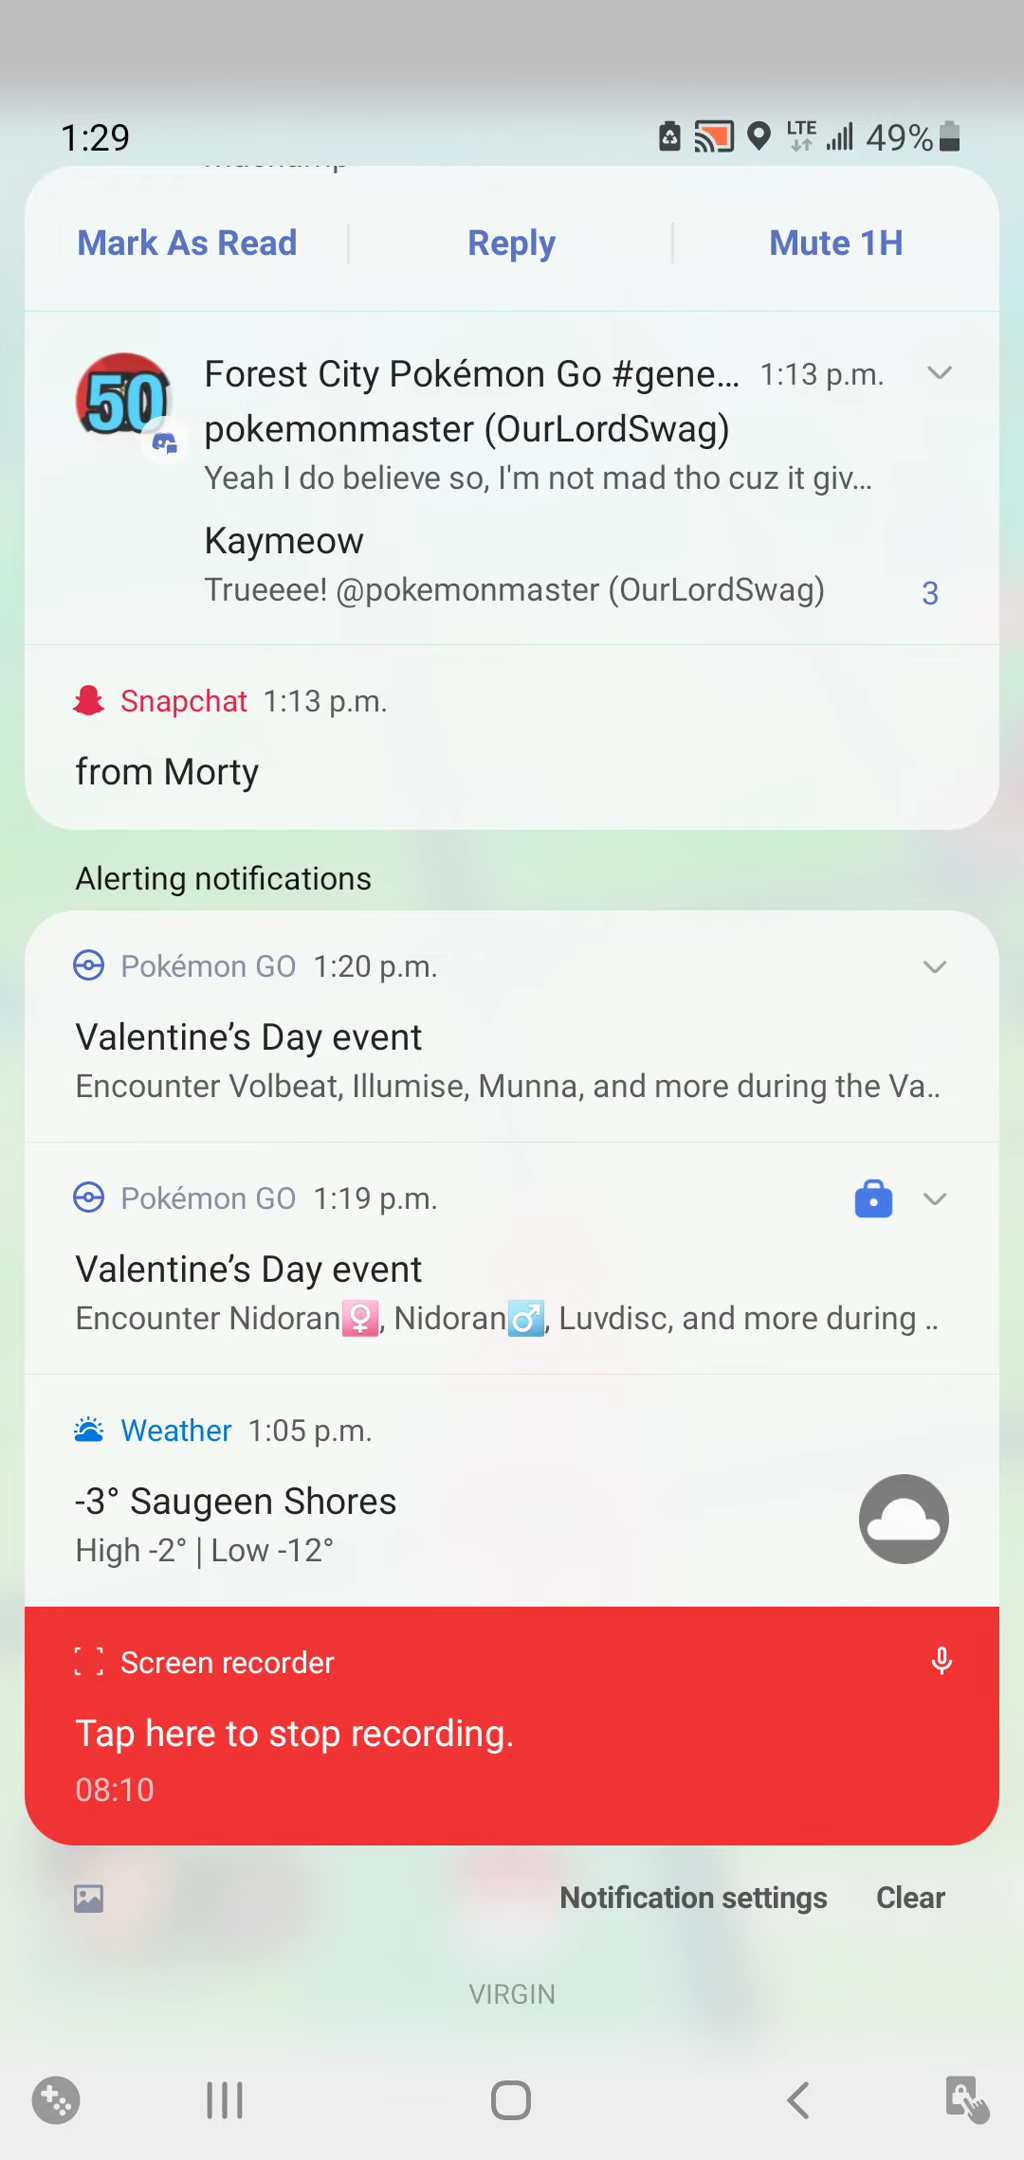 1:29
LTE
49%
Mark As Read
Reply
Mute 1H
50
Forest City Pokémon Go #gene... 1:13 p.m.
pokemonmaster (OurLordSwag)
Yeah I do believe so, I'm not mad tho cuz it giv...
Kaymeow
Trueeee! @pokemonmaster (OurLordSwag)
3
Snapchat 1:13 p.m.
from Morty
Alerting notifications
Pokémon GO 1:20 p.m.
Valentine’s Day event
Encounter Volbeat, Illumise, Munna, and more during the Va..
Pokémon GO 1:19 p.m.
Valentine’s Day event
Encounter Nidoran♀️, Nidoran♂️, Luvdisc, and more during ..
Weather 1:05 p.m.
-3° Saugeen Shores
High -2° | Low -12°
Screen recorder
Tap here to stop recording.
08:10
Notification settings
Clear
VIRGIN